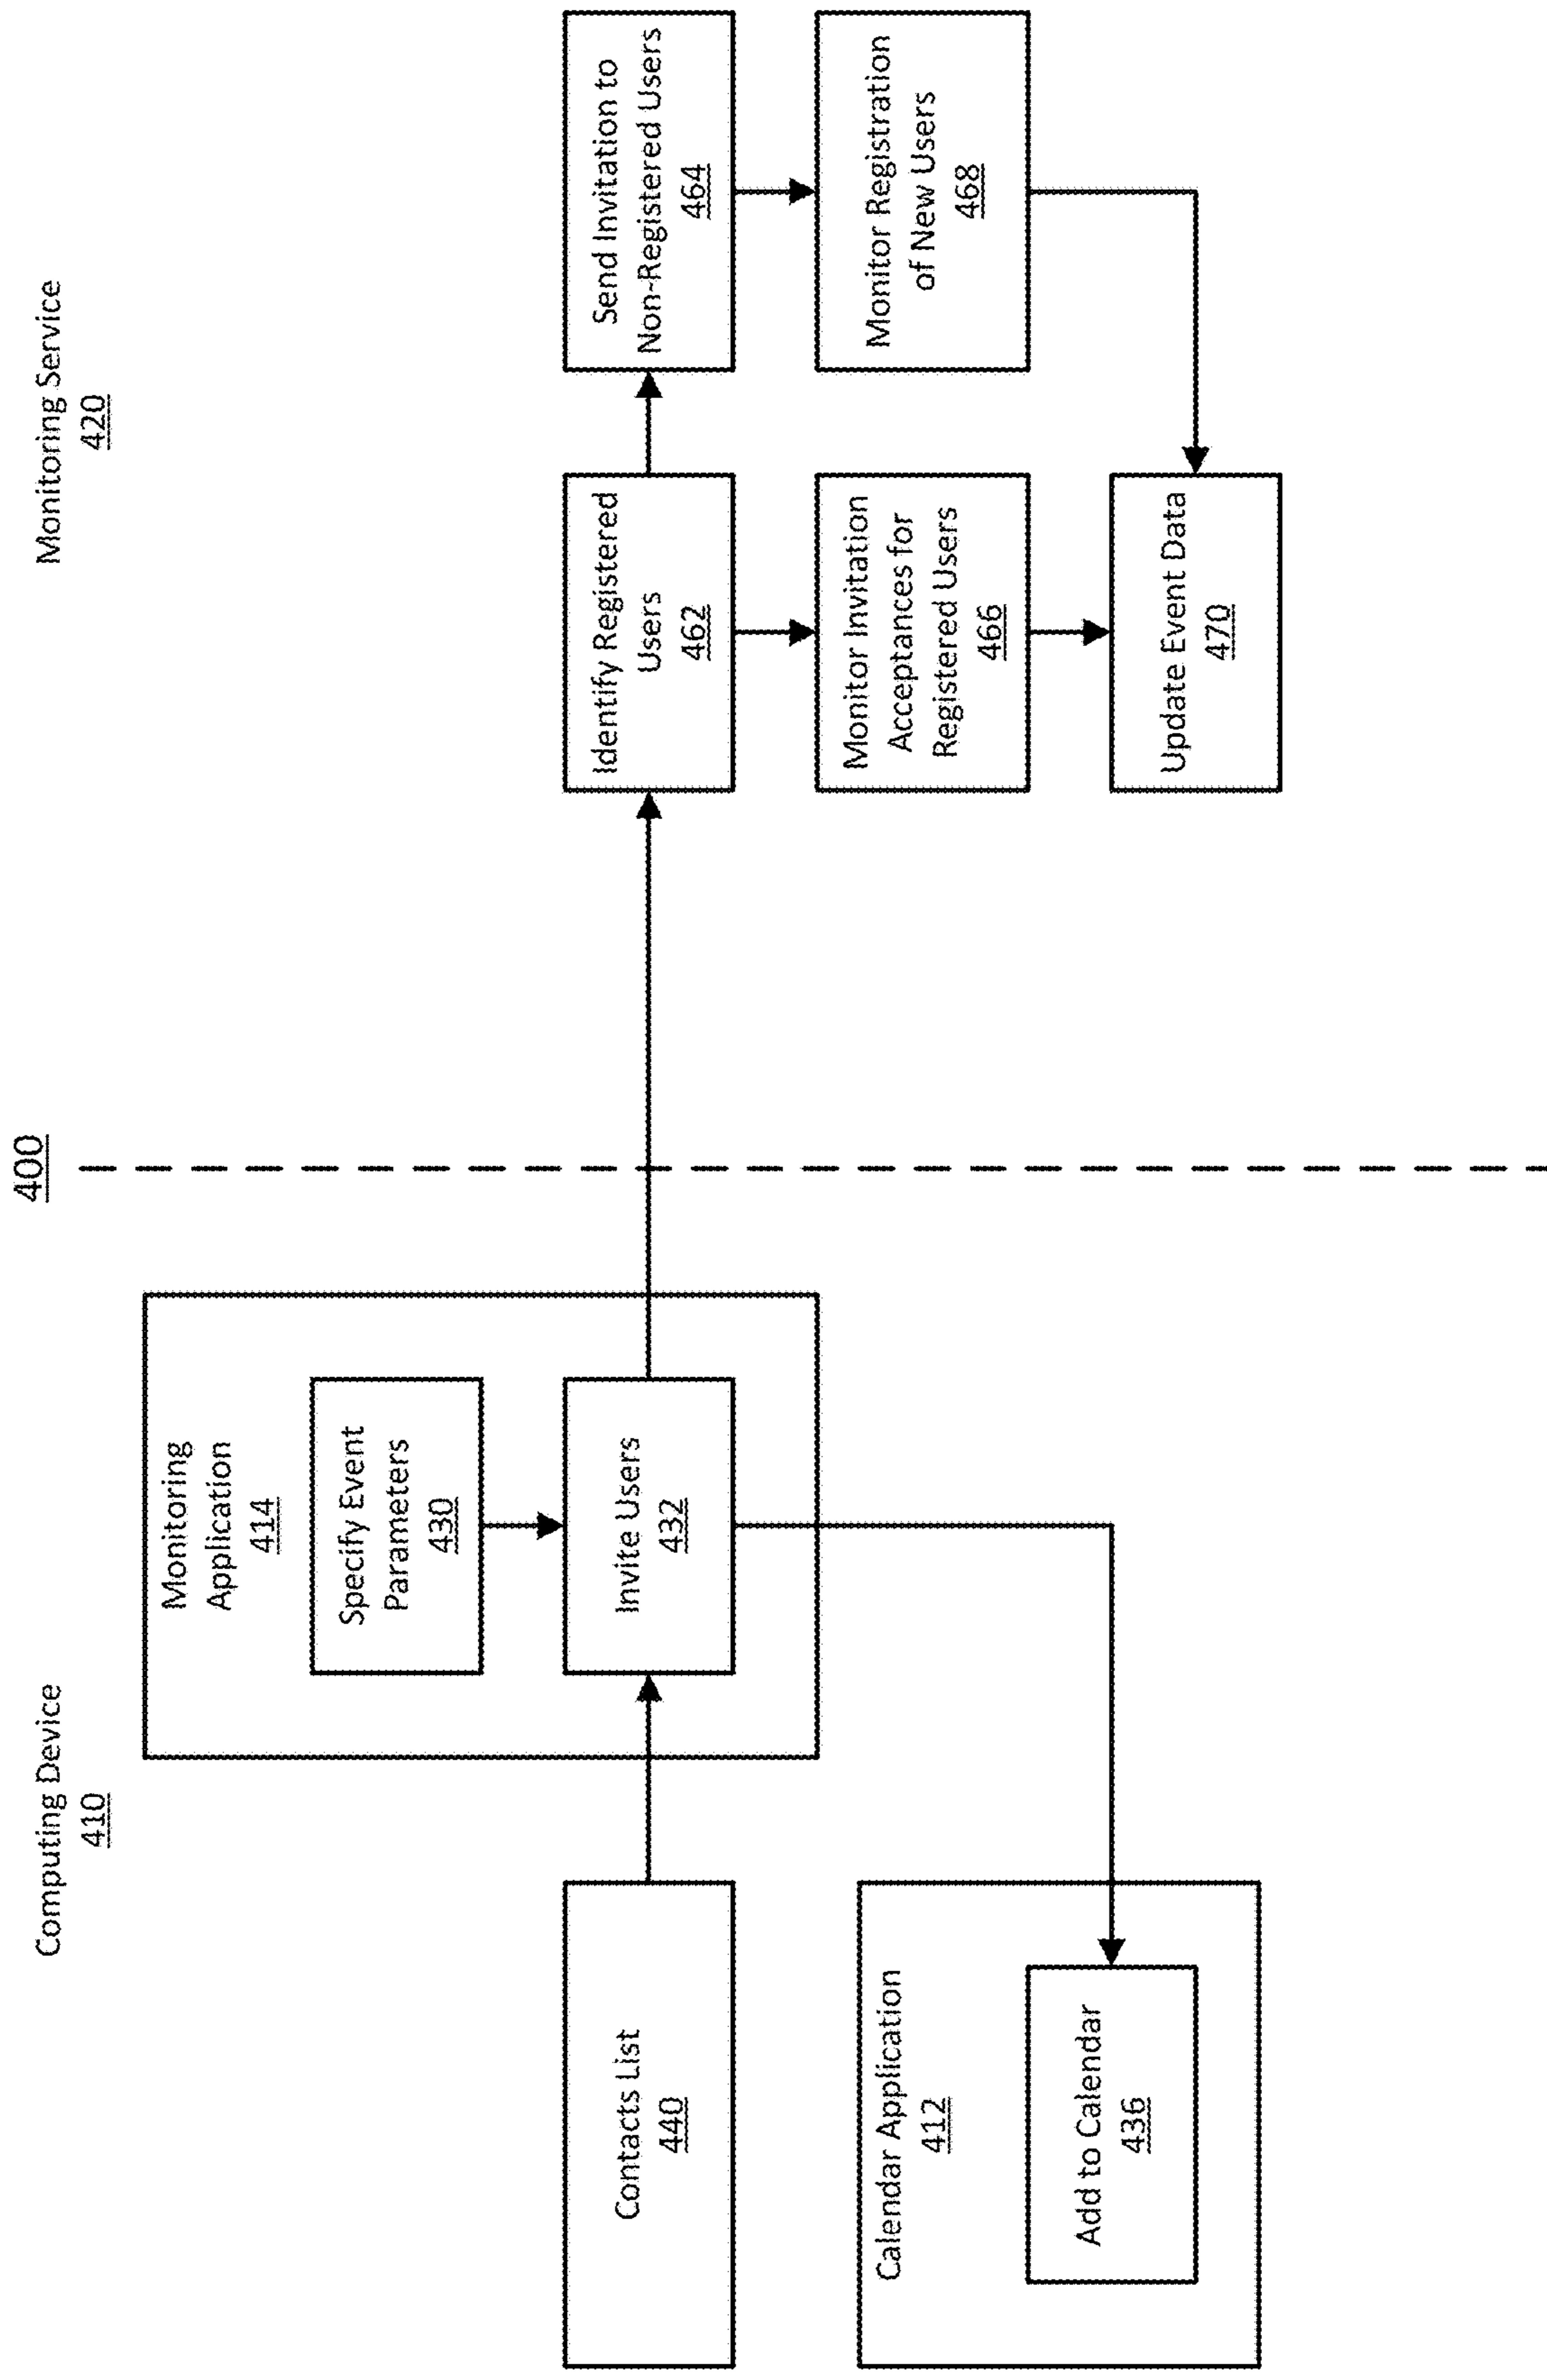 400
Computing Device
410
Monitoring Service
420
Monitoring
Application
414
Specify Event
Parameters
430
Contacts List
440
Invite Users
432
Identify Registered
Users
462
Send Invitation to
Non-Registered Users
464
Calendar Application
412
Add to Calendar
436
Monitor Invitation
Acceptances for
Registered Users
466
Monitor Registration
of New Users
468
Update Event Data
470